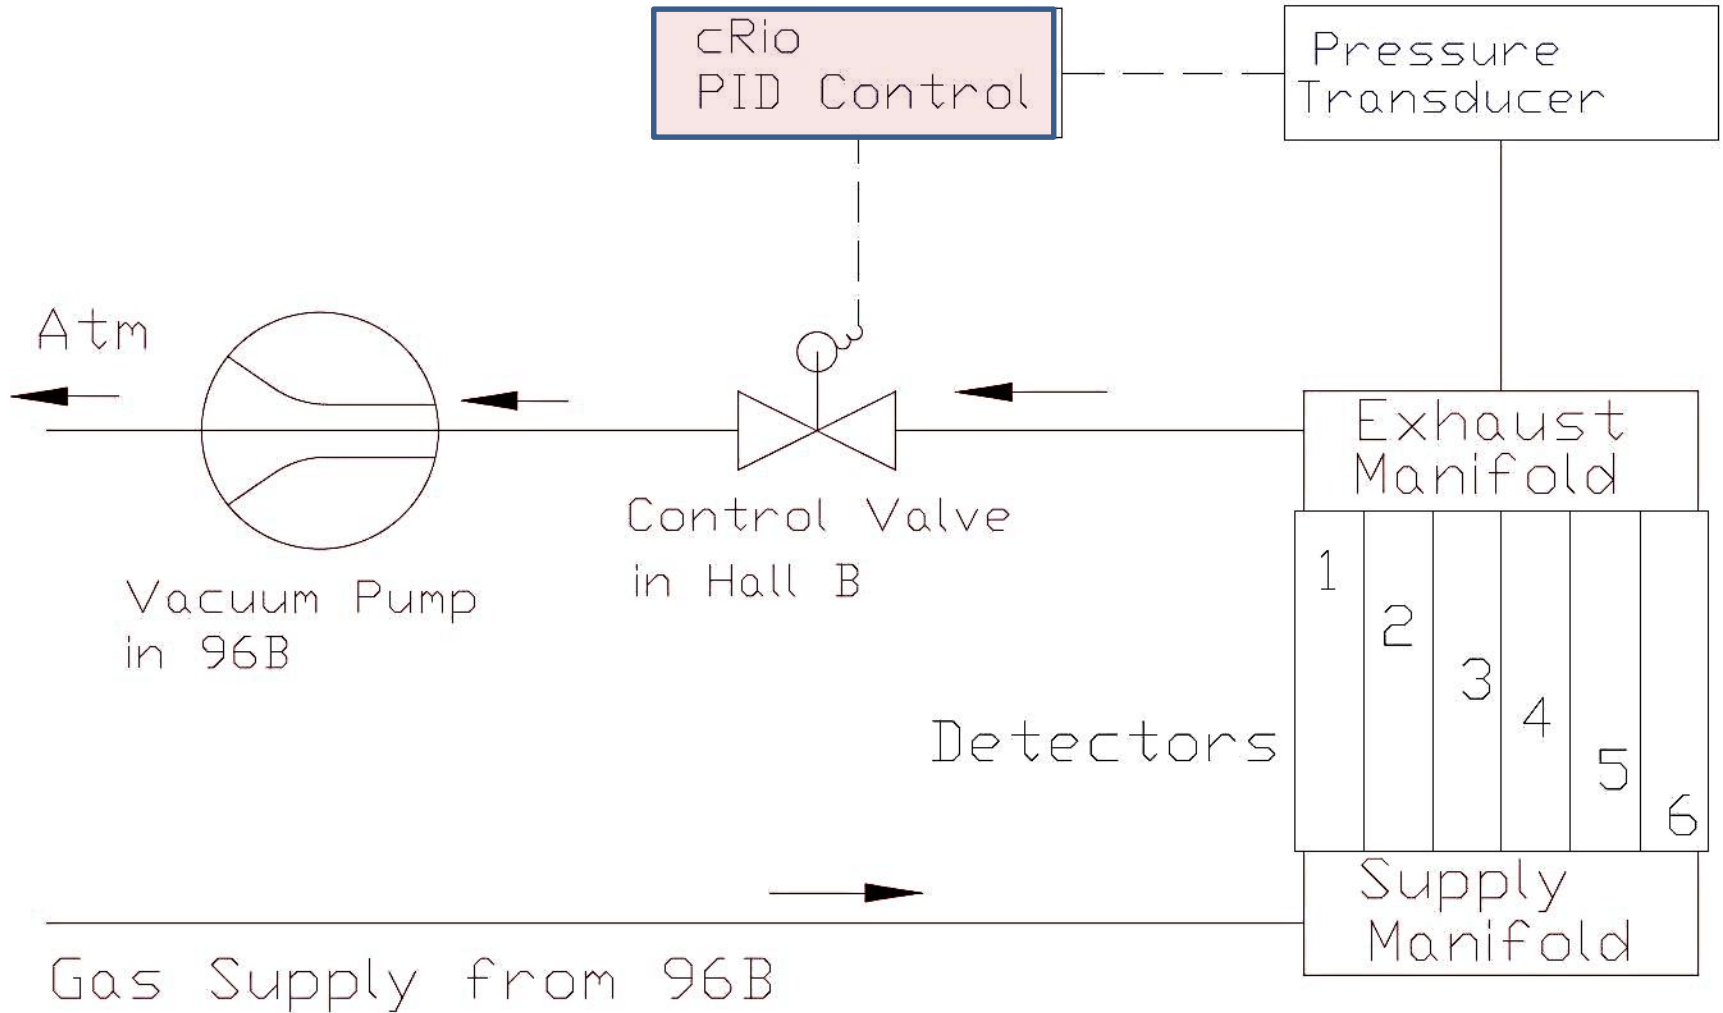 cRio
PID Control
Pressure
Transducer
Atm
Exhaust
Manifold
Control Valve
in Hall B
Vacuum Pump
in 96B
1
2
3
4
5
6
Detectors
Supply
Manifold
Gas Supply from 96B